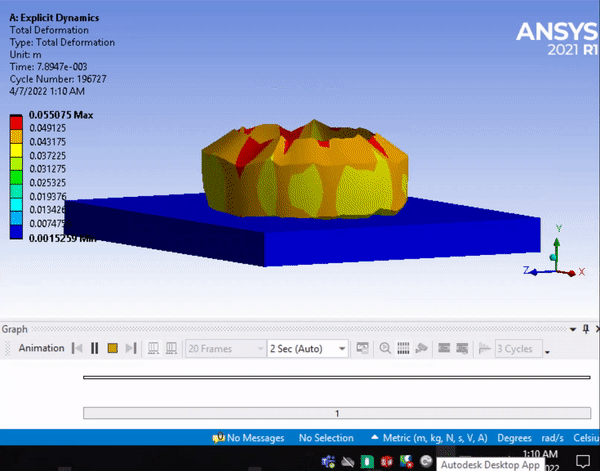 A: Explicit Dynamics
Total Deformation
Type: Total Deformation
Unit: m
Time: 7.8947e-003
Cycle Number: 196727
4/7/2022 1:10 AM
ANSYS
2021 R1
0.055075 Max
0.049125
0.043175
0.037225
0.031275
0.025325
0.019376
0.013426
0.007475
0.0015259 Min
Y
Z
X
Graph
Animation
20 Frames
2 Sec (Auto)
3 Cycles
1
No Messages
No Selection
Metric (m, kg, N, s, V, A)
Degrees
rad/s
Celsiu
1:10 AM
2022
Autodesk Desktop App